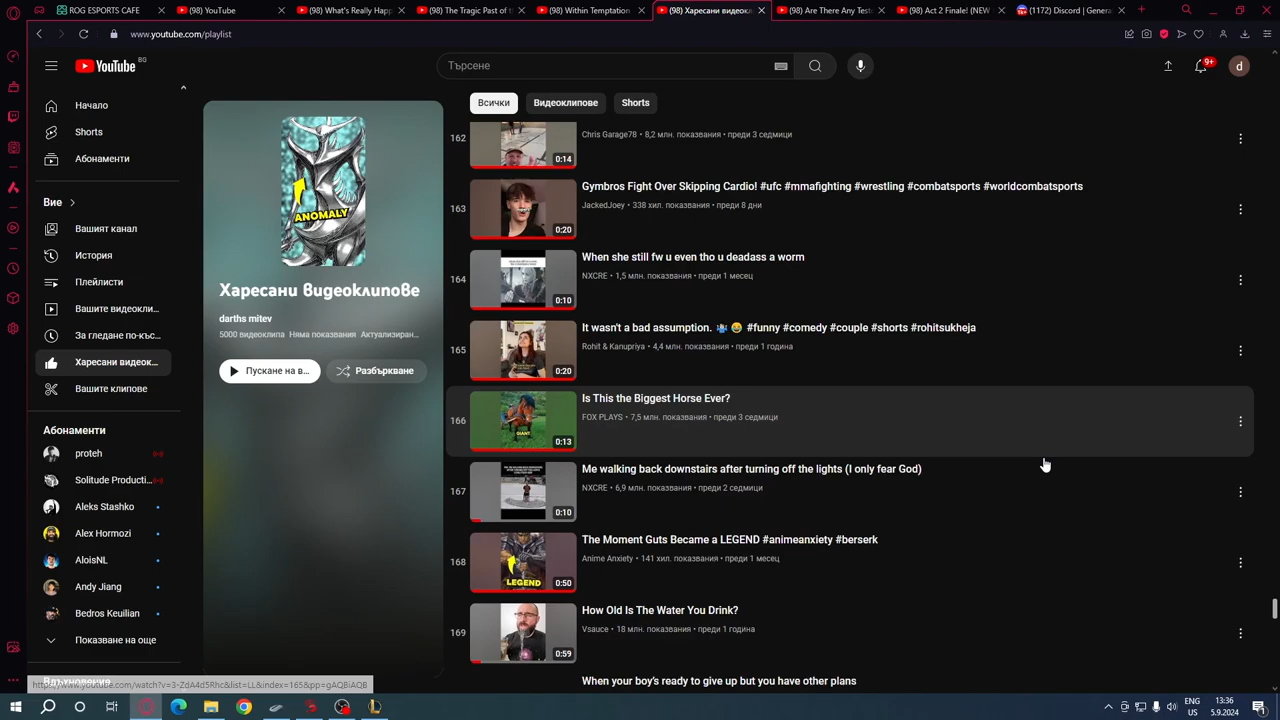 ROG ESPORTS CAFE
(98) YouTube
(98) What's Really Happ
(98) The Tragic Past of t
(98) Within Temptation
(98) Харесани видеокли
(98) Are There Any Testo
(98) Act 2 Finale! (NEW
(1172) Discord | Genera
www.youtube.com/playlist
YouTube BG
Търсене
9+
d
Начало
Shorts
Абонаменти
Вие
Вашият канал
История
Плейлисти
Вашите видеокли...
За гледане по-къс...
Харесани видеок...
Вашите клипове
Абонаменти
proteh
Solitude Producti...
Aleks Stashko
Alex Hormozi
AloisNL
Andy Jiang
Bedros Keuilian
Показване на още
Вдъхновения
ANOMALY
Харесани видеоклипове
darths mitev
5000 видеоклипа Няма показвания Актуализиран...
Пускане на в...
Разбъркване
Всички
Видеоклипове
Shorts
162
0:14
Chris Garage78 • 8,2 млн. показвания • преди 3 седмици
163
0:20
Gymbros Fight Over Skipping Cardio! #ufc #mmafighting #wrestling #combatsports #worldcombatsports
JackedJoey • 338 хил. показвания • преди 8 дни
164
0:10
When she still fw u even tho u deadass a worm
NXCRE • 1,5 млн. показвания • преди 1 месец
165
0:20
It wasn't a bad assumption. 🤷‍♂️ 😂 #funny #comedy #couple #shorts #rohitsukheja
Rohit & Kanupriya • 4,4 млн. показвания • преди 1 година
166
GIANT
0:13
Is This the Biggest Horse Ever?
FOX PLAYS • 7,5 млн. показвания • преди 3 седмици
167
0:10
Me walking back downstairs after turning off the lights (I only fear God)
NXCRE • 6,9 млн. показвания • преди 2 седмици
168
LEGEND
0:50
The Moment Guts Became a LEGEND #animeanxiety #berserk
Anime Anxiety • 141 хил. показвания • преди 1 месец
169
0:59
How Old Is The Water You Drink?
Vsauce • 18 млн. показвания • преди 1 година
When your boy's ready to give up but you have other plans
https://www.youtube.com/watch?v=3-ZdA4d5Rhc&list=LL&index=165&pp=gAQBiAQB
ENG
US
13:36
5.9.2024